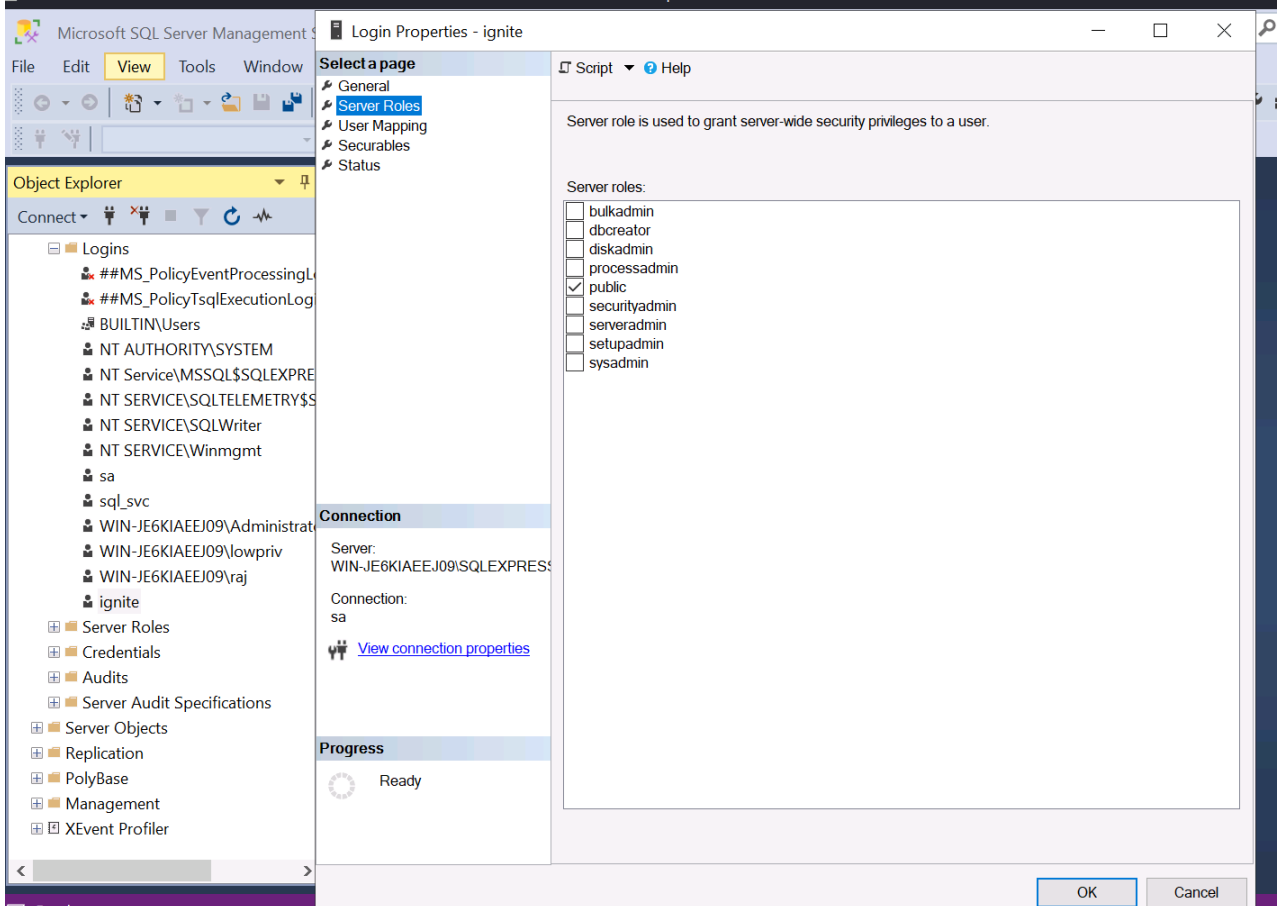 Microsoft SQL Server Management S
File Edit View Tools Window
Object Explorer
Connect
Logins
##MS_PolicyEventProcessingLo
##MS_PolicyTsqlExecutionLogi
BUILTIN\Users
NT AUTHORITY\SYSTEM
NT Service\MSSQL$SQLEXPRE
NT SERVICE\SQLTELEMETRY$S
NT SERVICE\SQLWriter
NT SERVICE\Winmgmt
sa
sql_svc
WIN-JE6KIAEEJ09\Administrato
WIN-JE6KIAEEJ09\lowpriv
WIN-JE6KIAEEJ09\raj
ignite
Server Roles
Credentials
Audits
Server Audit Specifications
Server Objects
Replication
PolyBase
Management
XEvent Profiler
Login Properties - ignite
Select a page
General
Server Roles
User Mapping
Securables
Status
Connection
Server:
WIN-JE6KIAEEJ09\SQLEXPRESS
Connection:
sa
View connection properties
Progress
Ready
Script Help
Server role is used to grant server-wide security privileges to a user.
Server roles:
bulkadmin
dbcreator
diskadmin
processadmin
public
securityadmin
serveradmin
setupadmin
sysadmin
OK Cancel